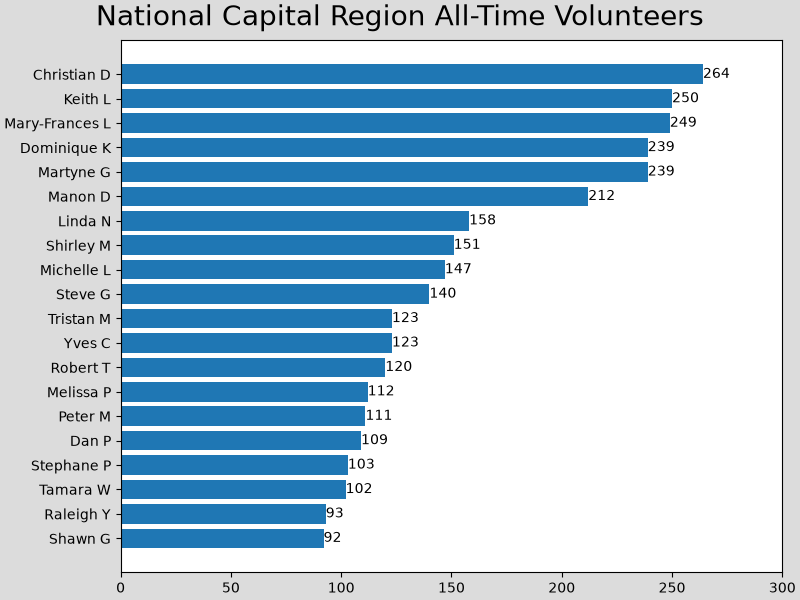 National Capital Region All-Time Volunteers
Christian D 264
Keith L 250
Mary-Frances L 249
Dominique K 239
Martyne G 239
Manon D 212
Linda N 158
Shirley M 151
Michelle L 147
Steve G 140
Tristan M 123
Yves C 123
Robert T 120
Melissa P 112
Peter M 111
Dan P 109
Stephane P 103
Tamara W 102
Raleigh Y 93
Shawn G 92
0 50 100 150 200 250 300